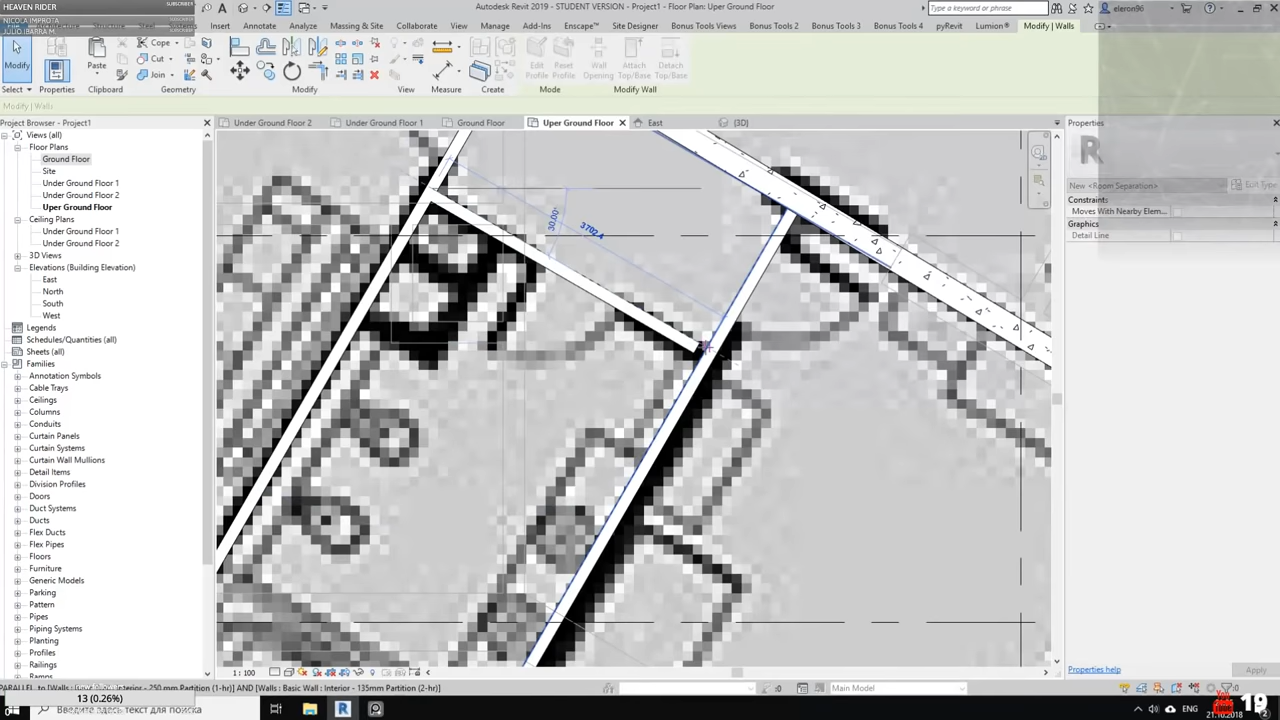 HEAVEN RIDER
SUBSCRIBER
NICOLA IMPROTA
SUBSCRIBER
JULIO IBARRA M.
SUBSCRIBER
Autodesk Revit 2019 - STUDENT VERSION - Project1 - Floor Plan: Uper Ground Floor
Type a keyword or phrase
eleron96
Insert Annotate Analyze Massing & Site Collaborate View Manage Add-Ins Enscape™ Site Designer Bonus Tools Views Bonus Tools 2 Bonus Tools 3 Bonus Tools 4 pyRevit Lumion® Modify | Walls
Modify
Select
Properties
Paste
Clipboard
Cope
Cut
Join
Geometry
Modify
View
Measure
Create
Edit Profile
Reset Profile
Mode
Wall Opening
Attach Top/Base
Detach Top/Base
Modify Wall
Modify | Walls
Project Browser - Project1
Under Ground Floor 2
Under Ground Floor 1
Ground Floor
Uper Ground Floor
East
{3D}
Properties
Views (all)
Floor Plans
Ground Floor
Site
Under Ground Floor 1
Under Ground Floor 2
Uper Ground Floor
Ceiling Plans
Under Ground Floor 1
Under Ground Floor 2
3D Views
Elevations (Building Elevation)
East
North
South
West
Legends
Schedules/Quantities (all)
Sheets (all)
Families
Annotation Symbols
Cable Trays
Ceilings
Columns
Conduits
Curtain Panels
Curtain Systems
Curtain Wall Mullions
Detail Items
Division Profiles
Doors
Duct Systems
Ducts
Flex Ducts
Flex Pipes
Floors
Furniture
Generic Models
Parking
Pattern
Pipes
Piping Systems
Planting
Profiles
Railings
Ramps
30.00°
3702.4
R
New <Room Separation>
Edit Type
Constraints
Moves With Nearby Elem...
Graphics
Detail Line
Properties help
Apply
1 : 100
Interior - 250 mm Partition (1-hr)] AND [Walls : Basic Wall : Interior - 135mm Partition (2-hr)]
:0
Main Model
:0
13 (0.26%)
Введите здесь текст для поиска
ENG
21.10.2018
19